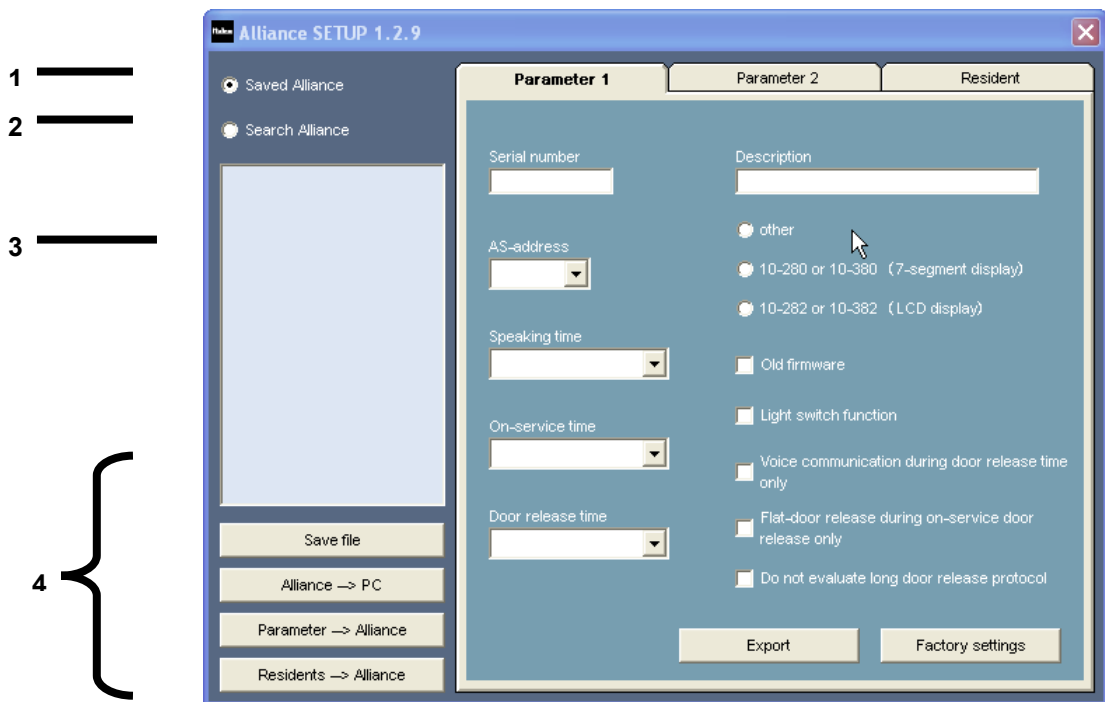 Alliance SETUP 1.2.9
1
Saved Alliance
2
Search Alliance
3
4
Save file
Alliance —> PC
Parameter —> Alliance
Residents —> Alliance
Parameter 1
Parameter 2
Resident
Serial number
Description
AS-address
other
10-280 or 10-380 (7-segment display)
10-282 or 10-382 (LCD display)
Speaking time
Old firmware
On-service time
Light switch function
Voice communication during door release time
only
Door release time
Flat-door release during on-service door
release only
Do not evaluate long door release protocol
Export
Factory settings